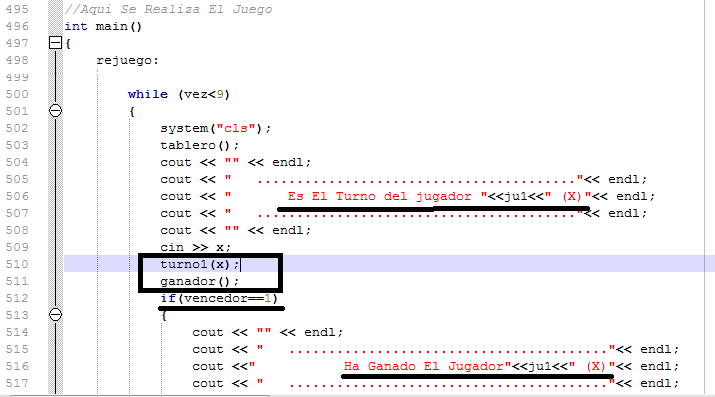 495 //Aqui Se Realiza El Juego
496 int main()
497 {
498 rejuego:
499
500 while (vez<9)
501 {
502 system("cls");
503 tablero();
504 cout << "" << endl;
505 cout << "   ......................................."<< endl;
506 cout << "       Es El Turno del jugador "<<ju1<<" (X)"<< endl;
507 cout << "   ......................................."<< endl;
508 cout << "" << endl;
509 cin >> x;
510 turno1(x);
511 ganador();
512 if(vencedor==1)
513 {
514 cout << "" << endl;
515 cout << "   ......................................."<< endl;
516 cout <<"           Ha Ganado El Jugador"<<ju1<<" (X)"<< endl;
517 cout << "   ......................................."<< endl;